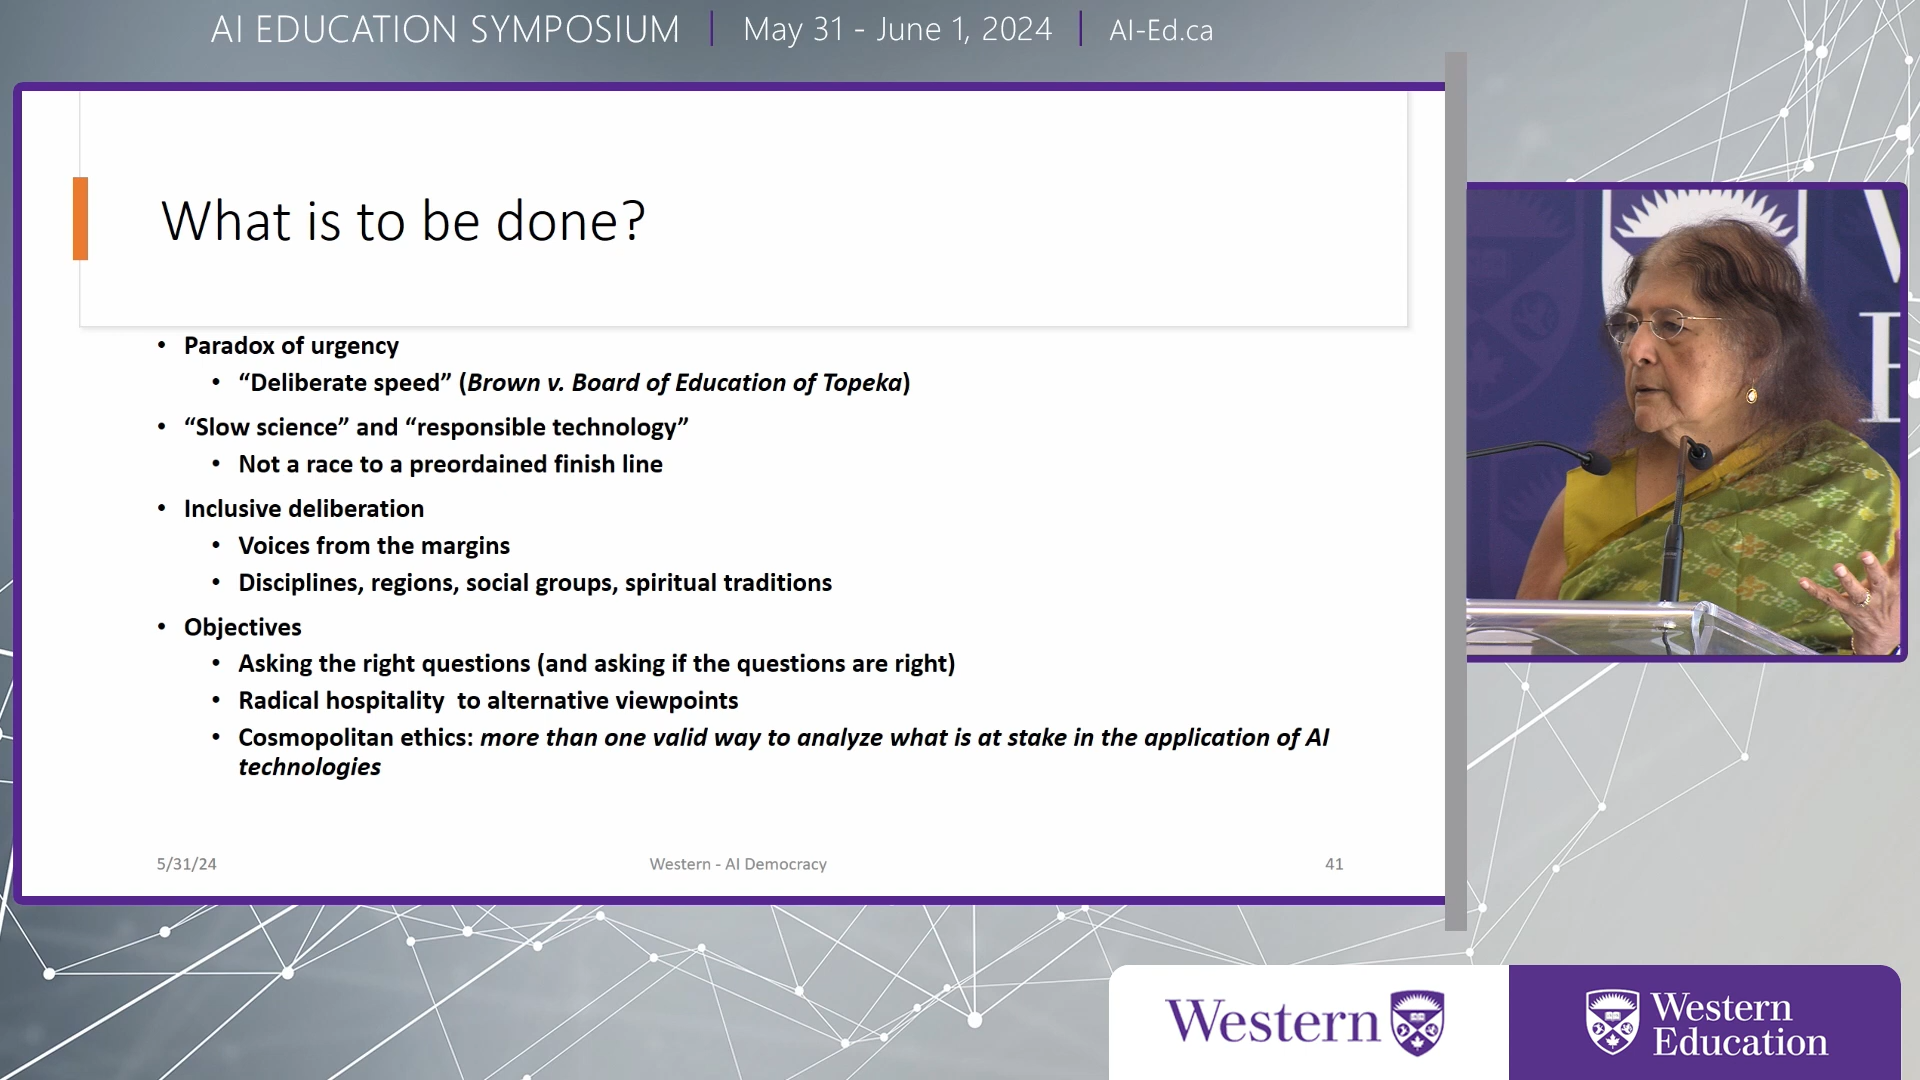 AI EDUCATION SYMPOSIUM | May 31 - June 1, 2024 | AI-Ed.ca
What is to be done?
• Paradox of urgency
• “Deliberate speed” (Brown v. Board of Education of Topeka)
• “Slow science” and “responsible technology”
• Not a race to a preordained finish line
• Inclusive deliberation
• Voices from the margins
• Disciplines, regions, social groups, spiritual traditions
• Objectives
• Asking the right questions (and asking if the questions are right)
• Radical hospitality  to alternative viewpoints
• Cosmopolitan ethics: more than one valid way to analyze what is at stake in the application of AI
technologies
5/31/24
Western - AI Democracy
41
Western
Western
Education